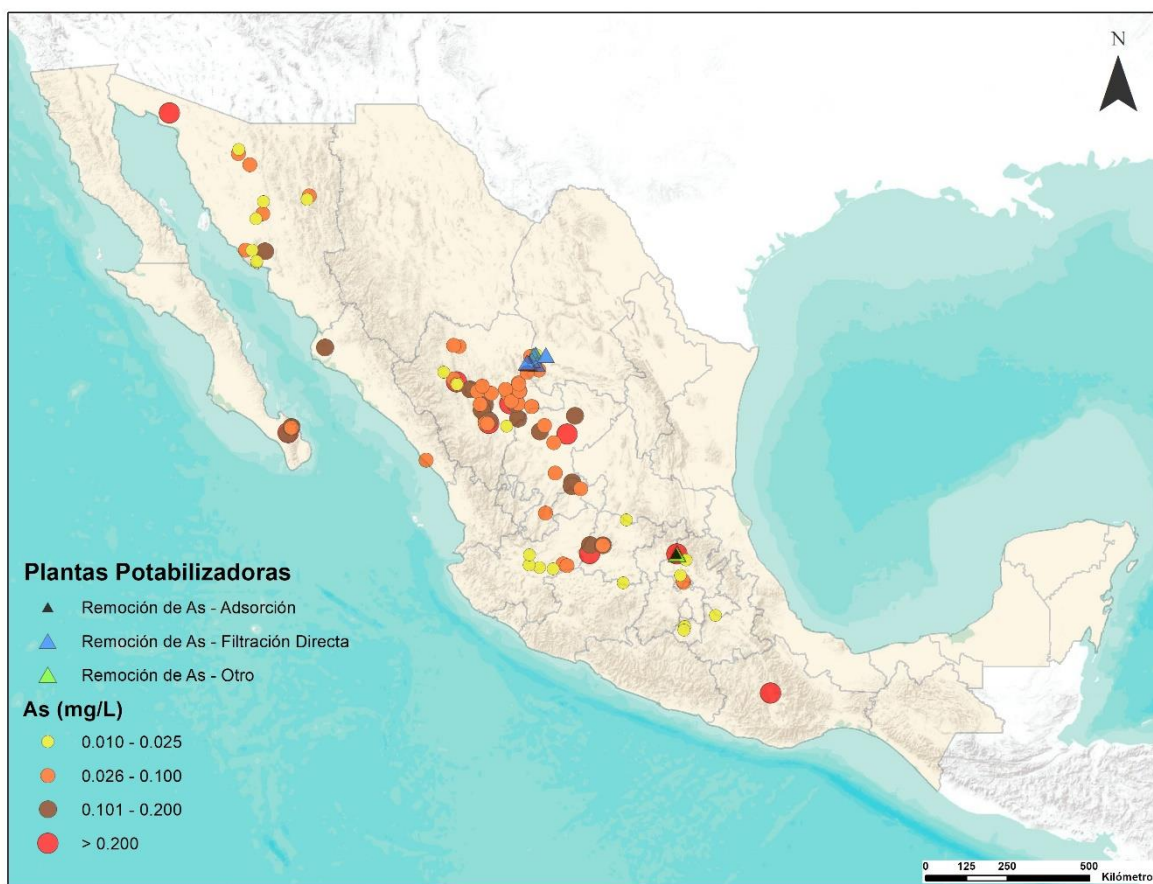 N
Plantas Potabilizadoras
Remoción de As - Adsorción
Remoción de As - Filtración Directa
Remoción de As - Otro
As (mg/L)
0.010 - 0.025
0.026 - 0.100
0.101 - 0.200
> 0.200
0 125 250 500
Kilómetro